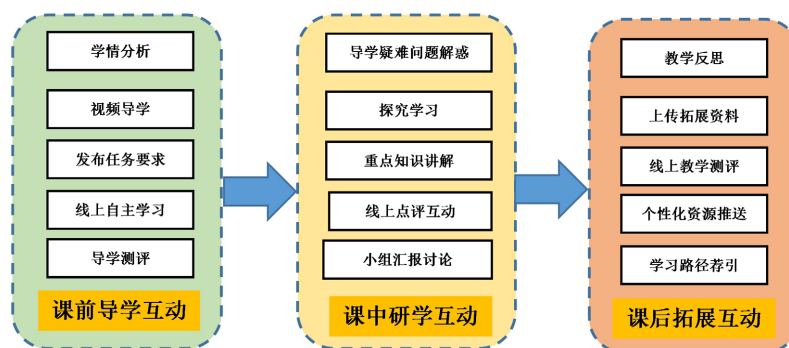 学情分析
视频导学
发布任务要求
线上自主学习
导学测评
课前导学互动
导学疑难问题解惑
探究学习
重点知识讲解
线上点评互动
小组汇报讨论
课中研学互动
教学反思
上传拓展资料
线上教学测评
个性化资源推送
学习路径荐引
课后拓展互动